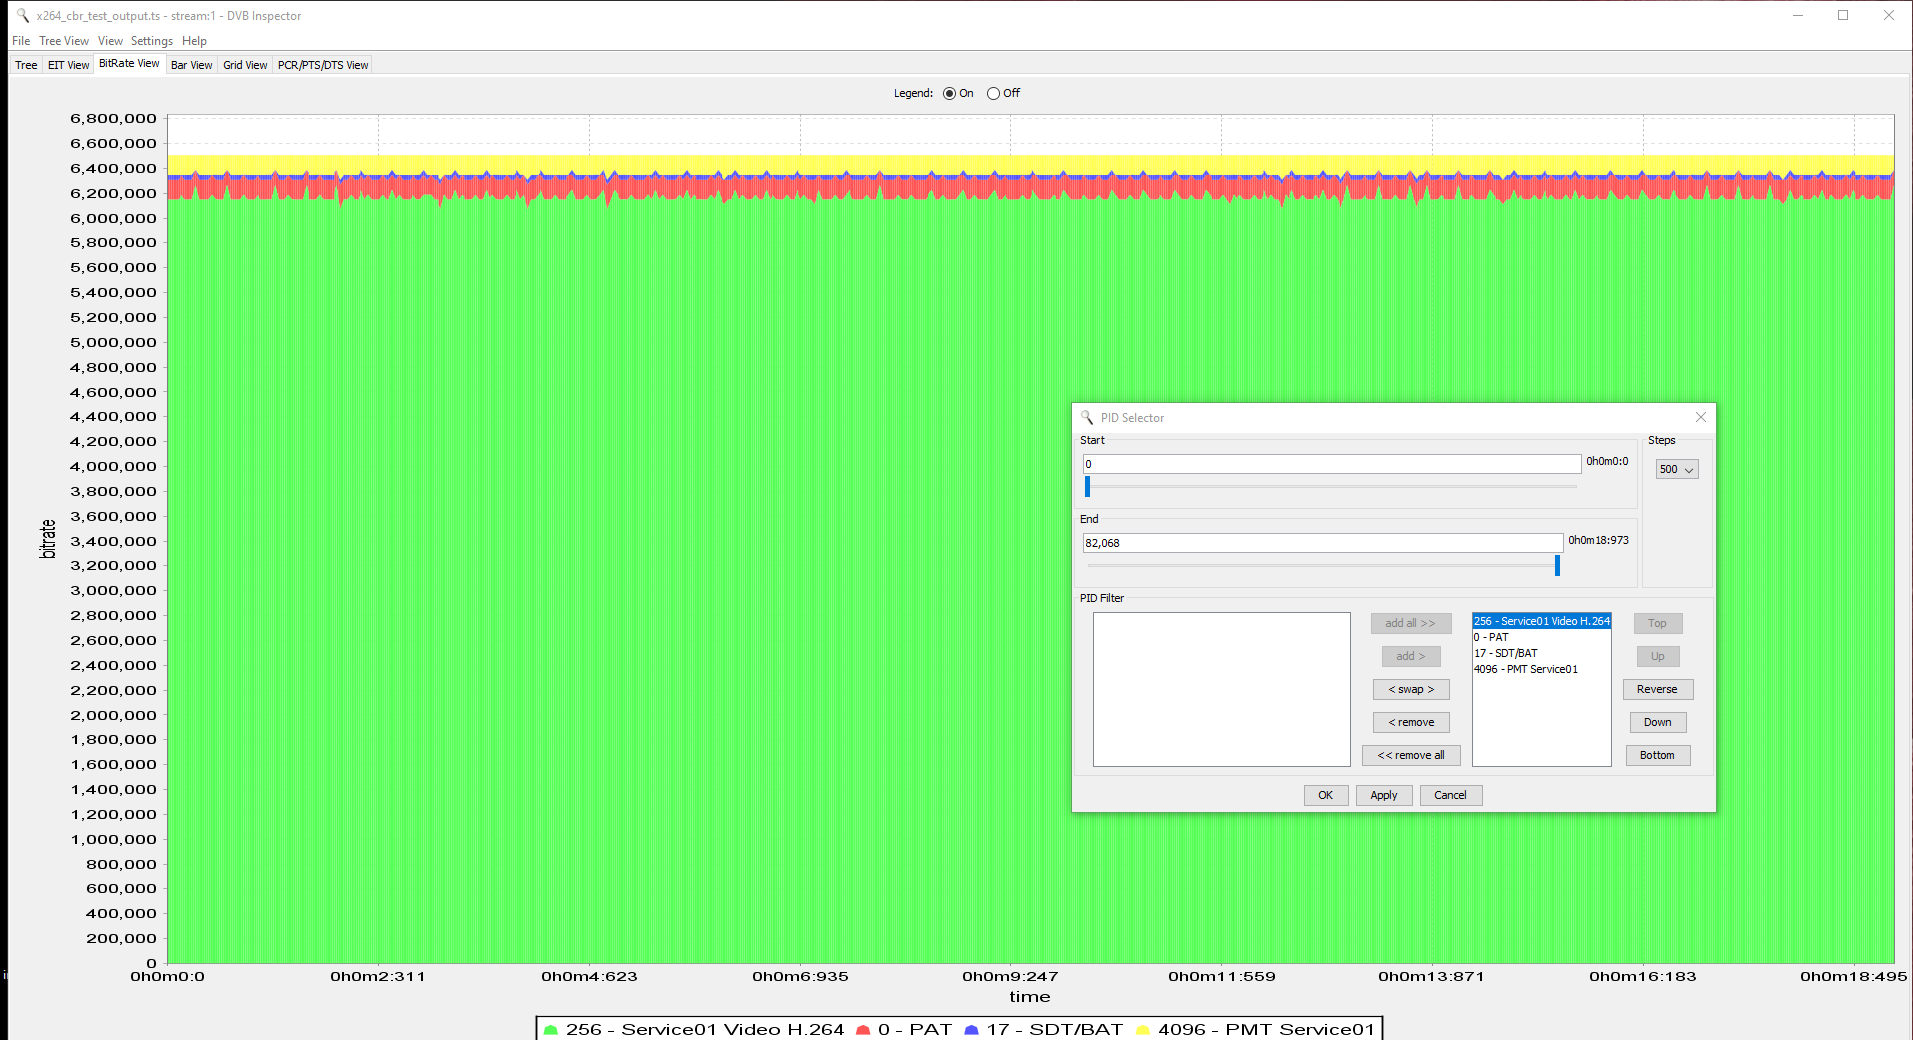 x264_cbr_test_output.ts - stream:1 - DVB Inspector
File Tree View View Settings Help
Tree EIT View BitRate View Bar View Grid View PCR/PTS/DTS View
Legend: On Off
6,800,000
6,600,000
6,400,000
6,200,000
6,000,000
5,800,000
5,600,000
5,400,000
5,200,000
5,000,000
4,800,000
4,600,000
4,400,000
4,200,000
4,000,000
3,800,000
3,600,000
3,400,000
3,200,000
3,000,000
2,800,000
2,600,000
2,400,000
2,200,000
2,000,000
1,800,000
1,600,000
1,400,000
1,200,000
1,000,000
800,000
600,000
400,000
200,000
0
bitrate
0h0m0:0 0h0m2:311 0h0m4:623 0h0m6:935 0h0m9:247 0h0m11:559 0h0m13:871 0h0m16:183 0h0m18:495
time
256 - Service01 Video H.264 0 - PAT 17 - SDT/BAT 4096 - PMT Service01
PID Selector
Start
0 0h0m0:0
Steps
500
End
82,068 0h0m18:973
PID Filter
add all >>
add >
< swap >
< remove
<< remove all
256 - Service01 Video H.264
0 - PAT
17 - SDT/BAT
4096 - PMT Service01
Top
Up
Reverse
Down
Bottom
OK Apply Cancel